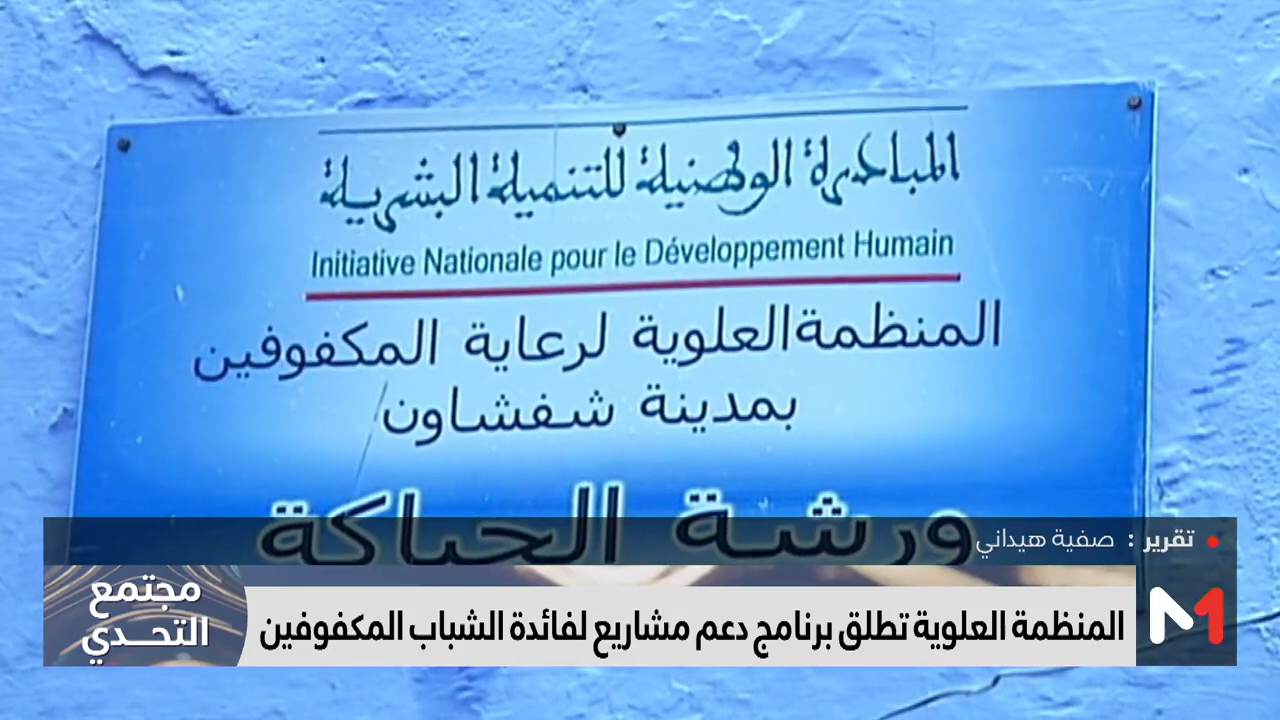 المبادرة الوطنية للتنمية البشرية
Initiative Nationale pour le Développement Humain
المنظمة العلوية لرعاية المكفوفين
بمدينة شفشاون
ورشة الحياكة
تقرير : صفية هيداني
المنظمة العلوية تطلق برنامج دعم مشاريع لفائدة الشباب المكفوفين
مجتمع
التحدي
M1